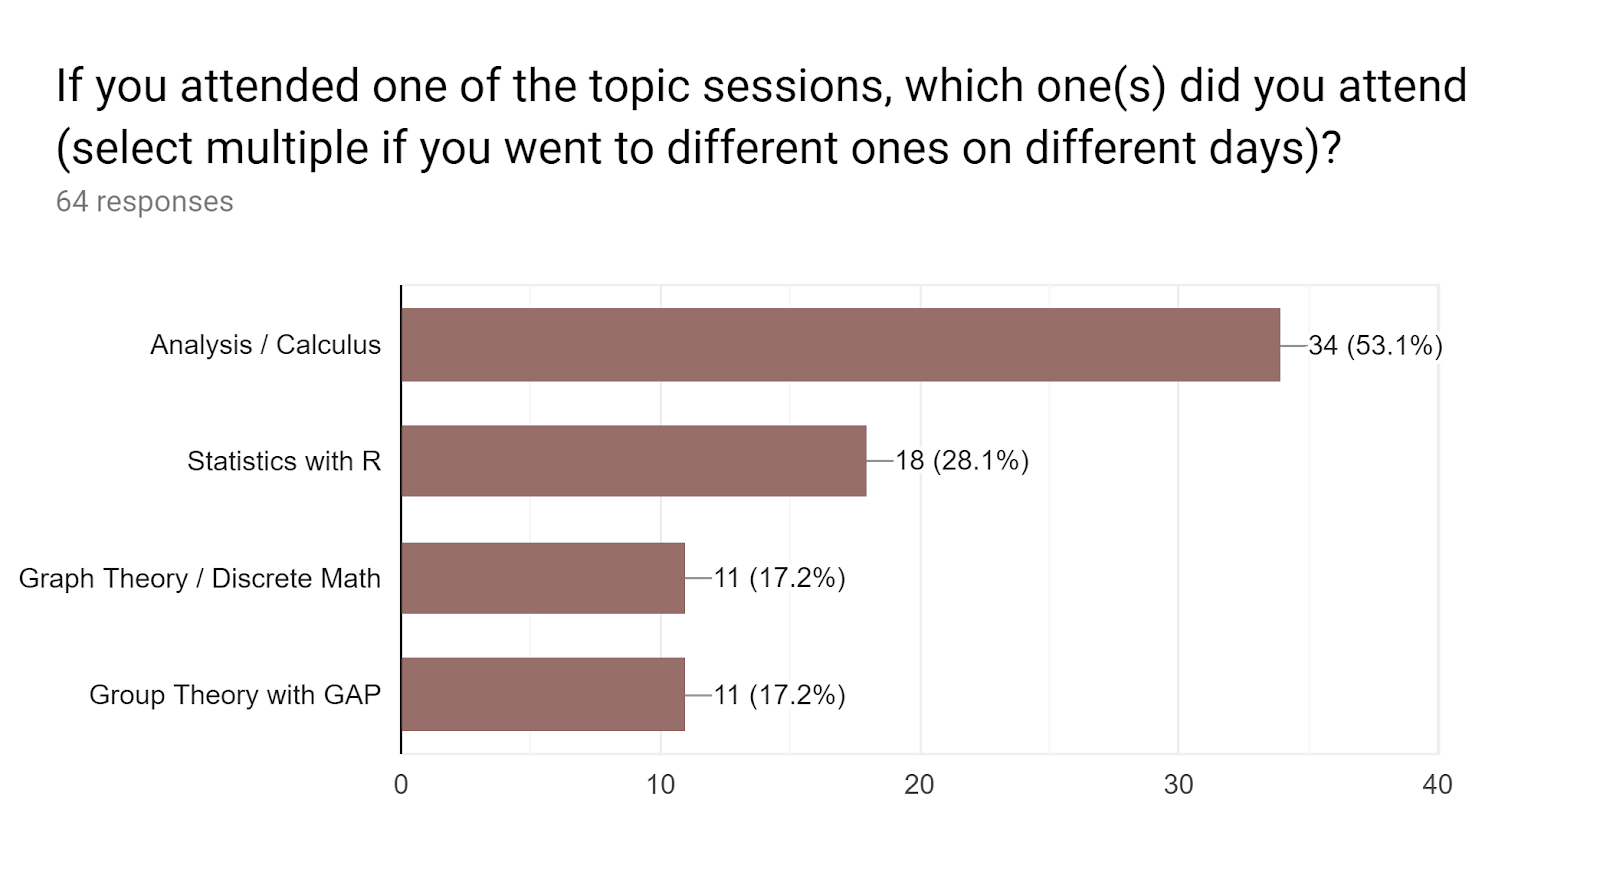 If you attended one of the topic sessions, which one(s) did you attend
(select multiple if you went to different ones on different days)?
64 responses
Analysis / Calculus
34 (53.1%)
Statistics with R
18 (28.1%)
Graph Theory / Discrete Math
11 (17.2%)
Group Theory with GAP
11 (17.2%)
0 10 20 30 40